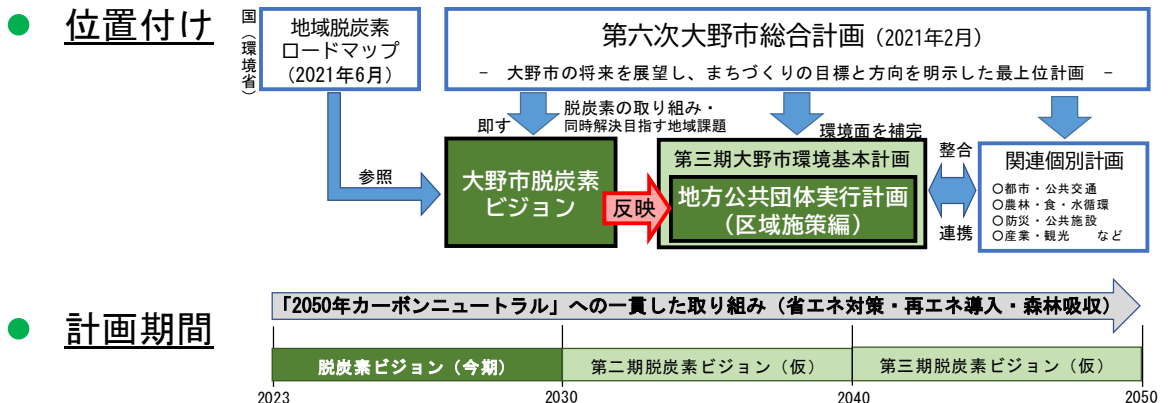 位置付け
国（環境省）
地域脱炭素
ロードマップ
（2021年6月）
第六次大野市総合計画（2021年2月）
－ 大野市の将来を展望し、まちづくりの目標と方向を明示した最上位計画 －
即す
脱炭素の取り組み・
同時解決目指す地域課題
環境面を補完
参照
大野市脱炭素
ビジョン
反映
第三期大野市環境基本計画
地方公共団体実行計画
（区域施策編）
整合
連携
関連個別計画
○都市・公共交通
○農林・食・水循環
○防災・公共施設
○産業・観光 など
計画期間
「2050年カーボンニュートラル」への一貫した取り組み（省エネ対策・再エネ導入・森林吸収）
脱炭素ビジョン（今期）
第二期脱炭素ビジョン（仮）
第三期脱炭素ビジョン（仮）
2023
2030
2040
2050